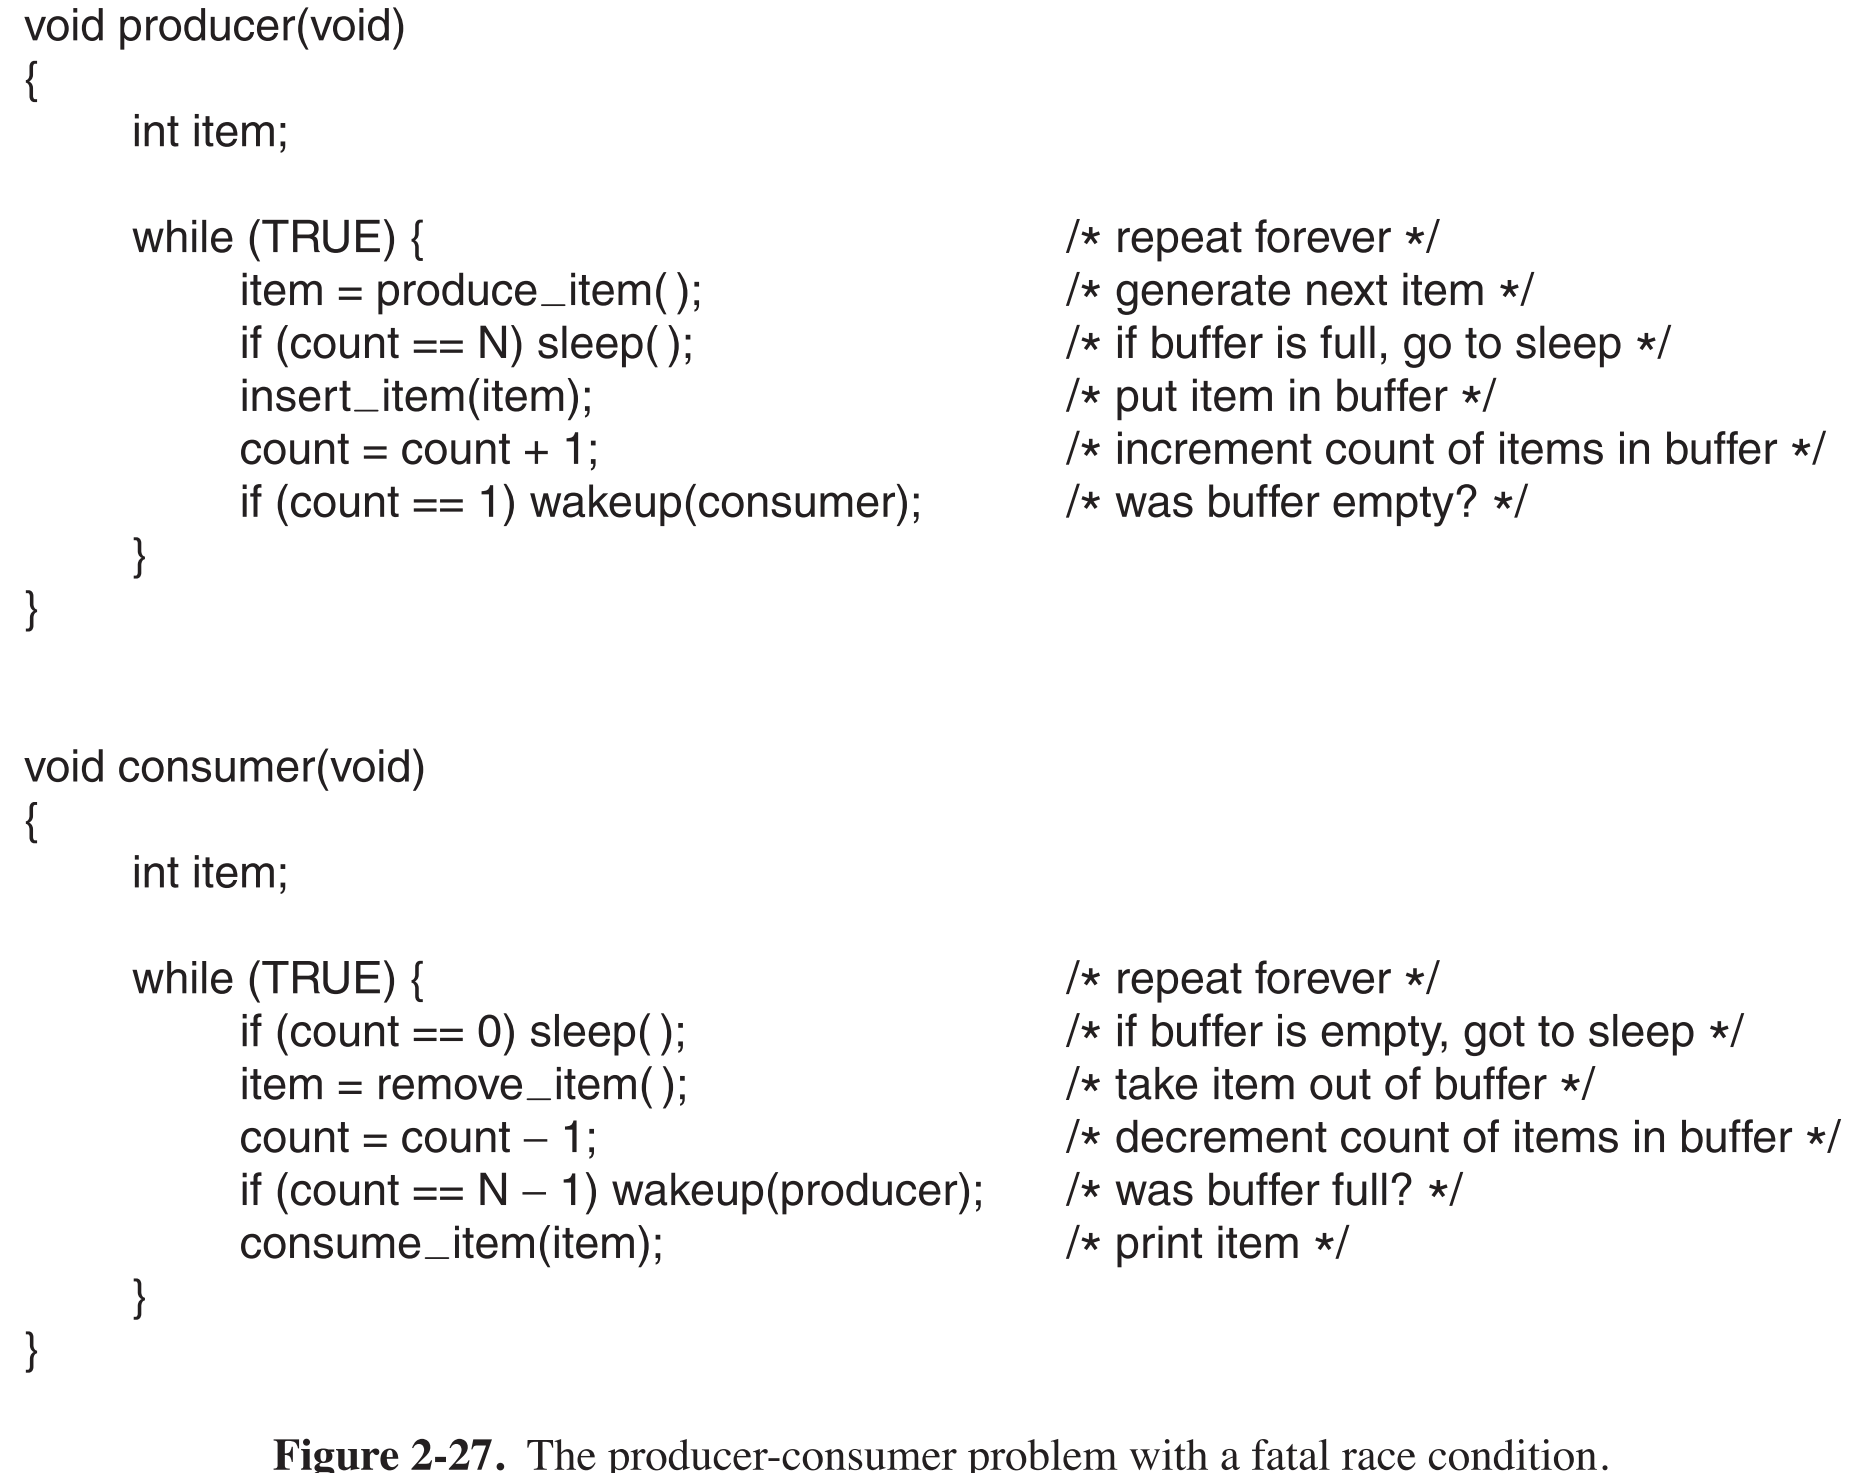 void producer(void)
{
int item;
while (TRUE) { /* repeat forever */
item = produce_item( ); /* generate next item */
if (count == N) sleep( ); /* if buffer is full, go to sleep */
insert_item(item); /* put item in buffer */
count = count + 1; /* increment count of items in buffer */
if (count == 1) wakeup(consumer); /* was buffer empty? */
}
}
void consumer(void)
{
int item;
while (TRUE) { /* repeat forever */
if (count == 0) sleep( ); /* if buffer is empty, got to sleep */
item = remove_item( ); /* take item out of buffer */
count = count – 1; /* decrement count of items in buffer */
if (count == N – 1) wakeup(producer); /* was buffer full? */
consume_item(item); /* print item */
}
}
Figure 2-27. The producer-consumer problem with a fatal race condition.